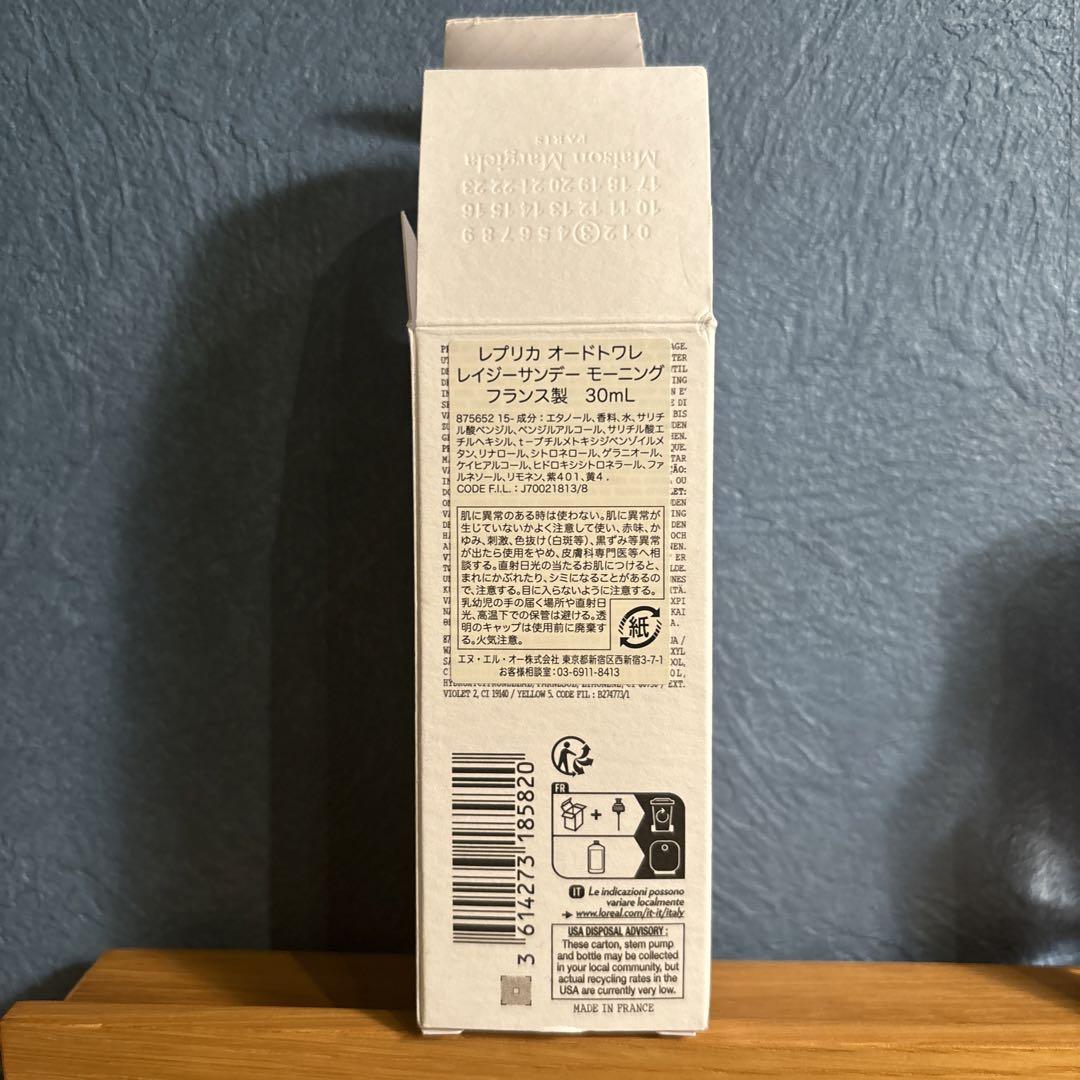 Maison Margiela
PARIS
0 1 2 3 4 5 6 7 8 9
10 11 12 13 14 15 16
17 18 19 20 21 22 23
レプリカ オードトワレ
レイジーサンデー モーニング
フランス製 30mL
875652 15- 成分：エタノール、香料、水、サリチ
ル酸ベンジル、ベンジルアルコール、サリチル酸エ
チルヘキシル、t－ブチルメトキシジベンゾイルメ
タン、リナロール、シトロネロール、ゲラニオール、
ケイヒアルコール、ヒドロキシシトロネラール、ファ
ルネソール、リモネン、紫401、黄4．
CODE F.I.L. : J70021813/8
肌に異常のある時は使わない。肌に異常が
生じていないかよく注意して使い、赤味、か
ゆみ、刺激、色抜け（白斑等）、黒ずみ等異常
が出たら使用をやめ、皮膚科専門医等へ相
談する。直射日光の当たるお肌につけると、
まれにかぶれたり、シミになることがあるの
で、注意する。目に入らないように注意する。
乳幼児の手の届く場所や直射日
光、高温下での保管は避ける。透
明のキャップは使用前に廃棄す
る。火気注意。
紙
エヌ・エル・オー株式会社 東京都新宿区西新宿3-7-1
お客様相談室：03-6911-8413
VIOLET 2, CI 19140 / YELLOW 5. CODE FIL : B274773/1
3 614273 185820
FR
IT Le indicazioni possono
variare localmente
www.loreal.com/it-it/italy
USA DISPOSAL ADVISORY :
These carton, stem pump
and bottle may be collected
in your local community, but
actual recycling rates in the
USA are currently very low.
MADE IN FRANCE